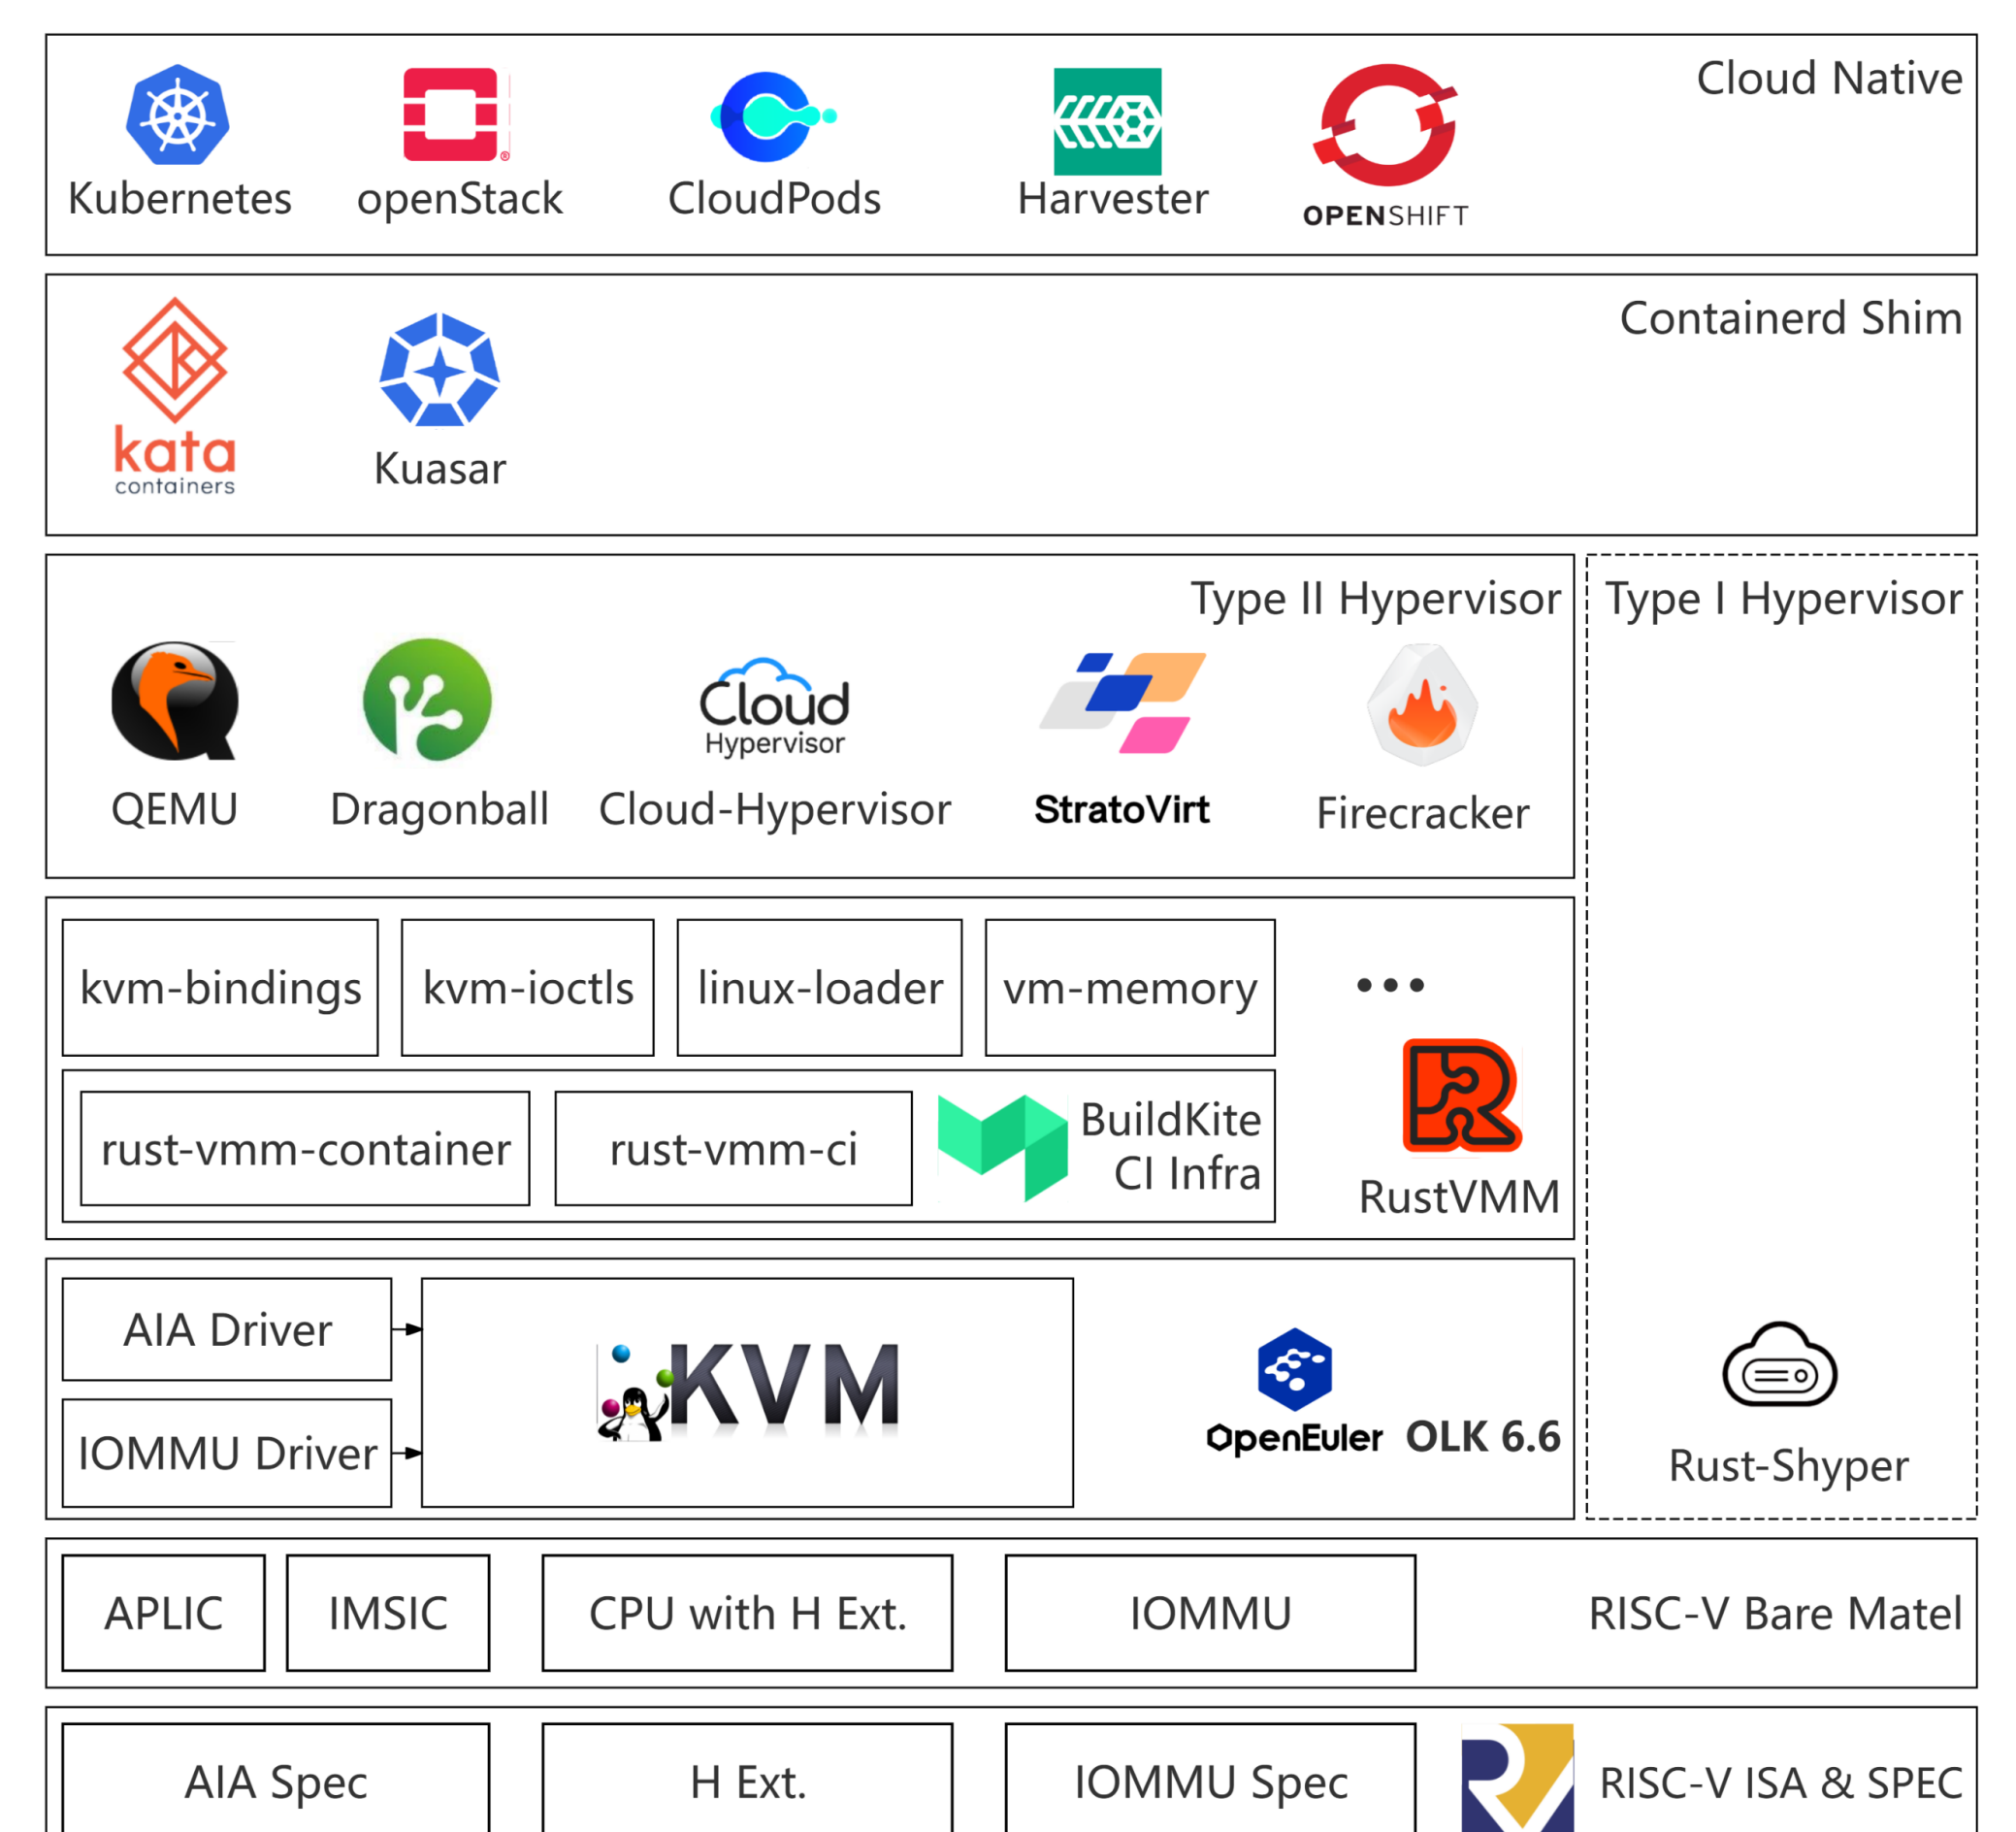 Cloud Native
Kubernetes
openStack
CloudPods
Harvester
OPENSHIFT
Containerd Shim
kata
containers
Kuasar
Type II Hypervisor
Type I Hypervisor
Cloud
Hypervisor
QEMU
Dragonball
Cloud-Hypervisor
StratoVirt
Firecracker
kvm-bindings
kvm-ioctls
linux-loader
vm-memory
•••
rust-vmm-container
rust-vmm-ci
BuildKite
CI Infra
RustVMM
AIA Driver
IOMMU Driver
KVM
OpenEuler
OLK 6.6
Rust-Shyper
APLIC
IMSIC
CPU with H Ext.
IOMMU
RISC-V Bare Matel
AIA Spec
H Ext.
IOMMU Spec
RISC-V ISA & SPEC